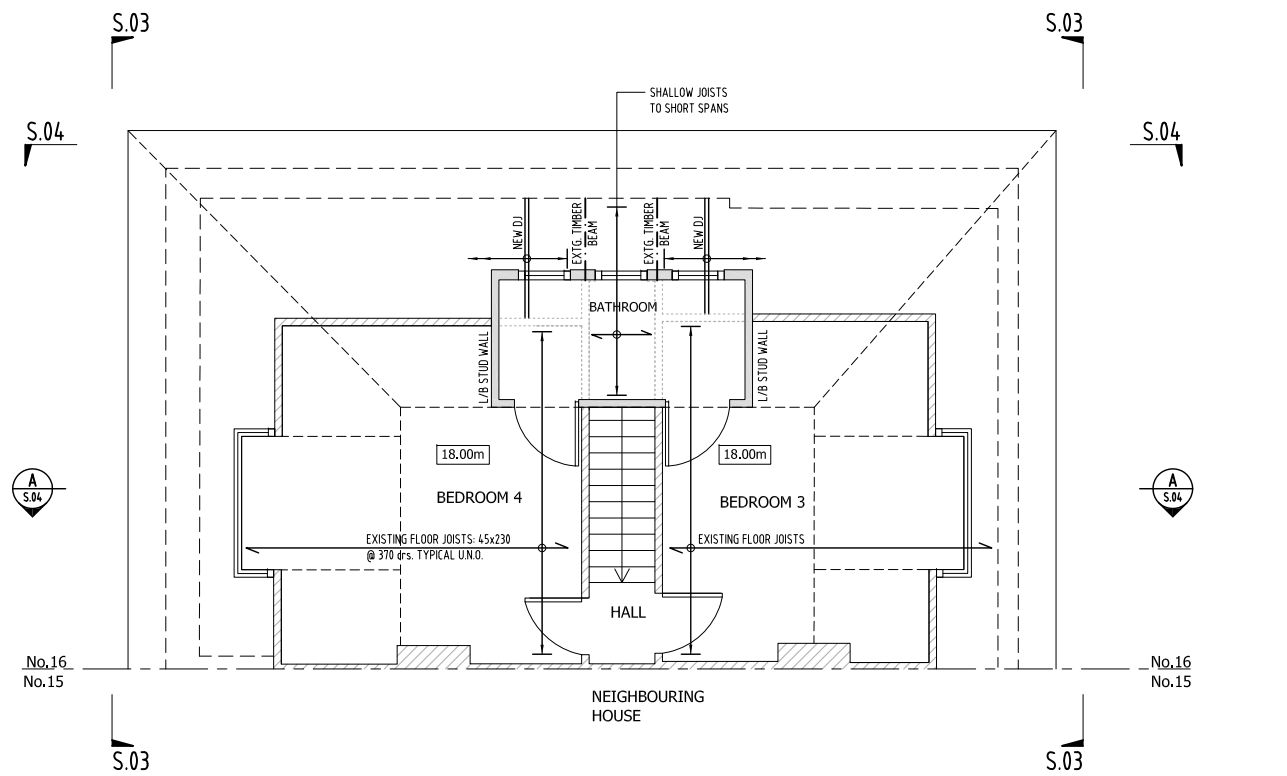 S.03
S.03
SHALLOW JOISTS
TO SHORT SPANS
S.04
S.04
NEW DJ
EXTG. TIMBER
BEAM
EXTG. TIMBER
BEAM
NEW DJ
BATHROOM
L/B STUD WALL
L/B STUD WALL
18.00m
18.00m
A
S.04
BEDROOM 4
BEDROOM 3
A
S.04
EXISTING FLOOR JOISTS: 45x230
@ 370 crs. TYPICAL U.N.O.
EXISTING FLOOR JOISTS
HALL
No.16
No.15
No.16
No.15
NEIGHBOURING
HOUSE
S.03
S.03